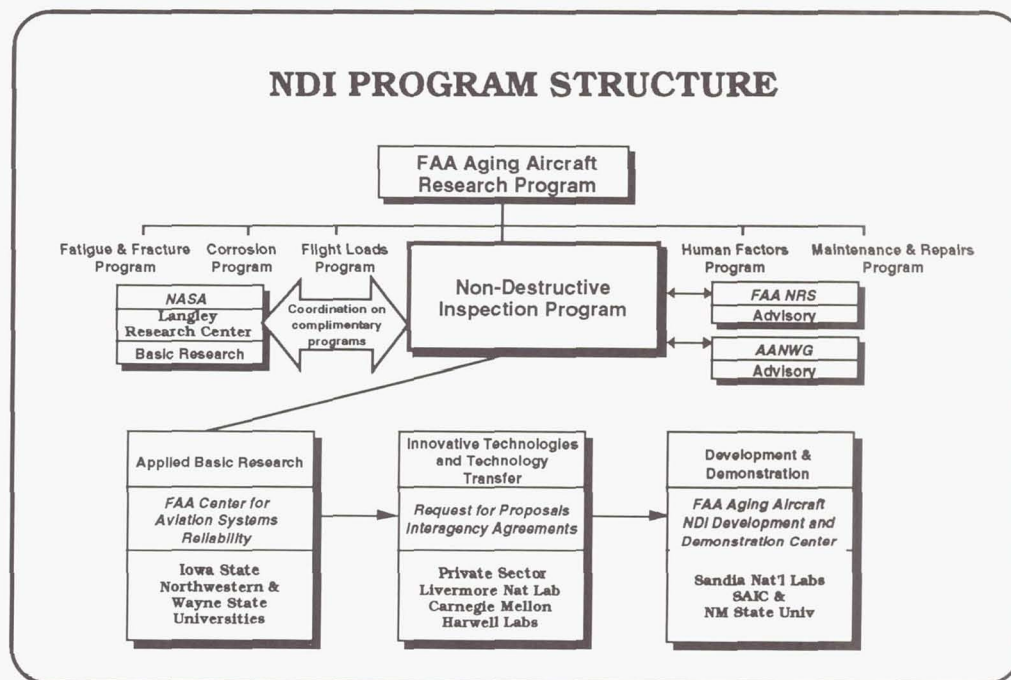 NDI PROGRAM STRUCTURE
FAA Aging Aircraft
Research Program
Fatigue & Fracture
Program
Corrosion
Program
Flight Loads
Program
Human Factors
Program
Maintenance & Repairs
Program
NASA
Langley
Research Center
Basic Research
Coordination on
complimentary
programs
Non-Destructive
Inspection Program
FAA NRS
Advisory
AANWG
Advisory
Applied Basic Research
FAA Center for
Aviation Systems
Reliability
Iowa State
Northwestern &
Wayne State
Universities
Innovative Technologies
and Technology
Transfer
Request for Proposals
Interagency Agreements
Private Sector
Livermore Nat Lab
Carnegie Mellon
Harwell Labs
Development &
Demonstration
FAA Aging Aircraft
NDI Development and
Demonstration Center
Sandia Nat'l Labs
SAIC &
NM State Univ